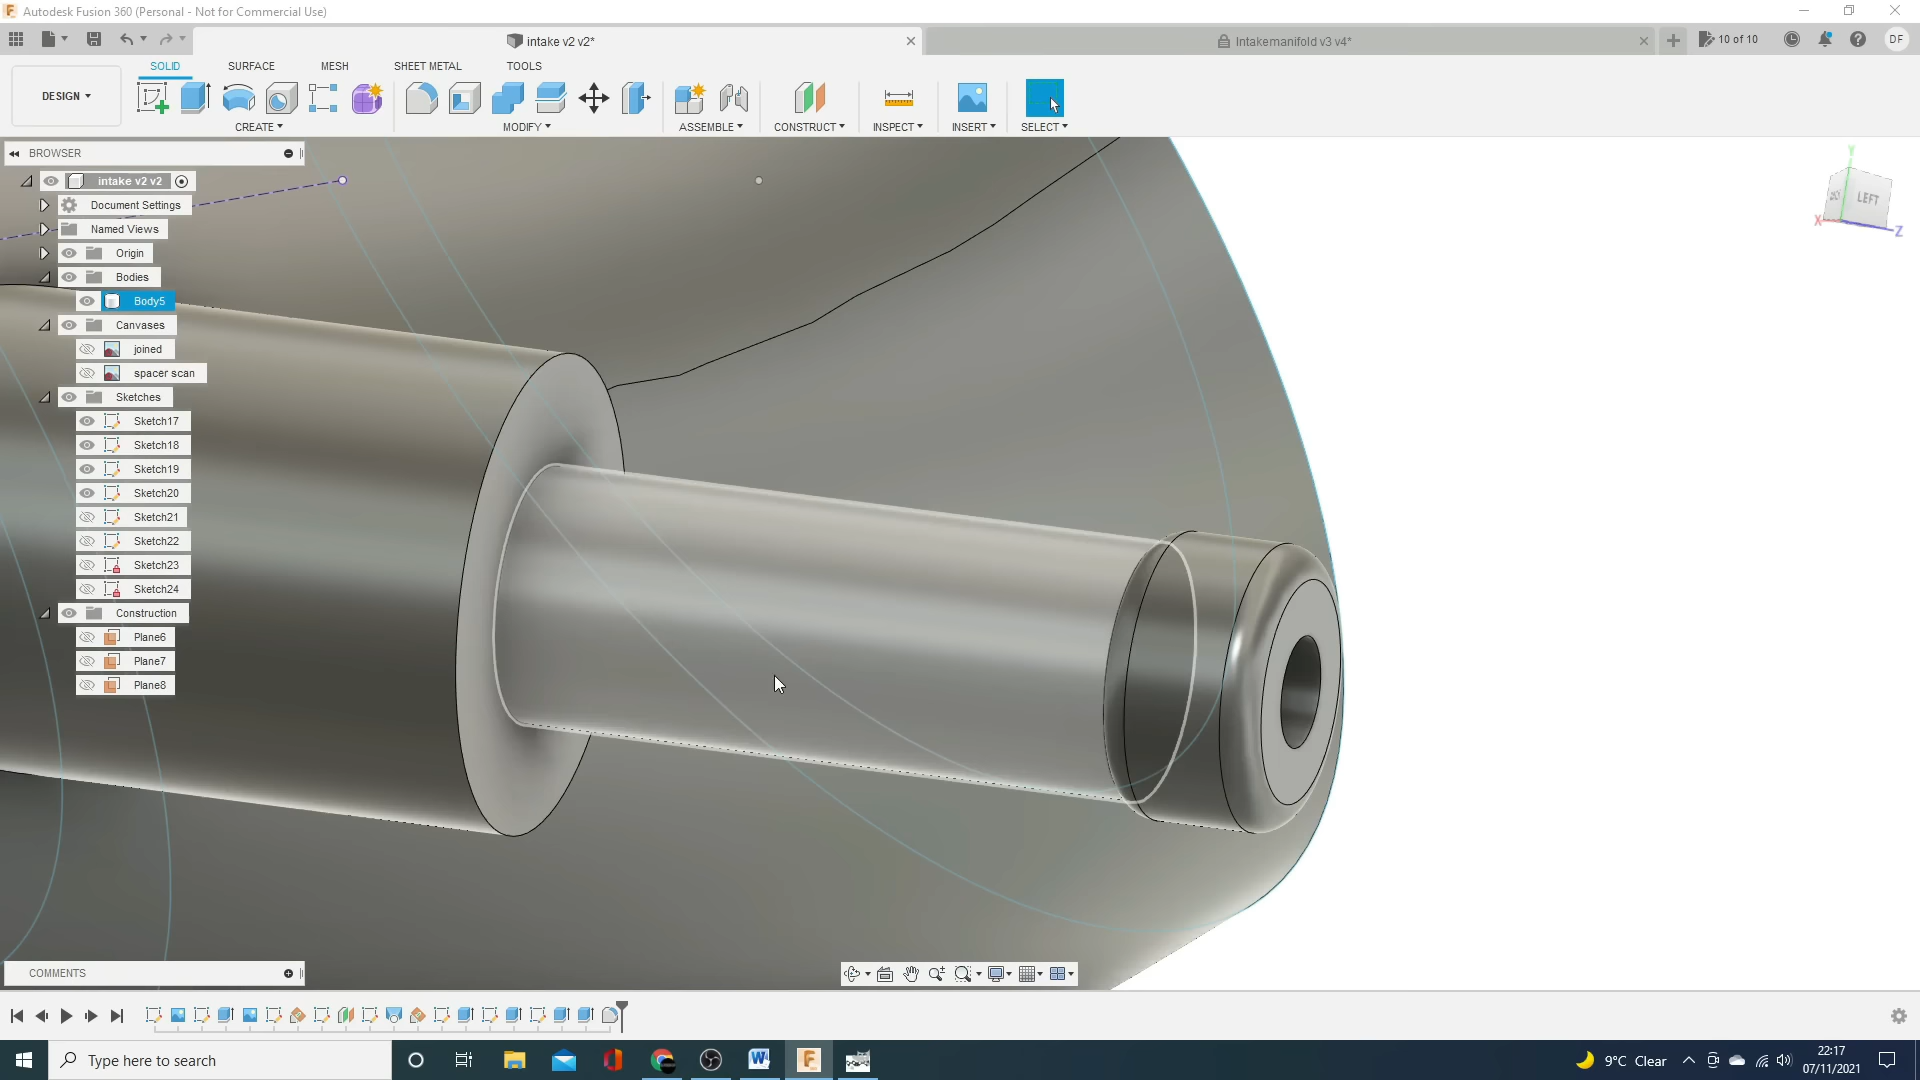 Autodesk Fusion 360 (Personal - Not for Commercial Use)
intake v2 v2*
Intakemanifold v3 v4*
10 of 10
DF
DESIGN
SOLID
SURFACE
MESH
SHEET METAL
TOOLS
CREATE
MODIFY
ASSEMBLE
CONSTRUCT
INSPECT
INSERT
SELECT
BROWSER
intake v2 v2
Document Settings
Named Views
Origin
Bodies
Body5
Canvases
joined
spacer scan
Sketches
Sketch17
Sketch18
Sketch19
Sketch20
Sketch21
Sketch22
Sketch23
Sketch24
Construction
Plane6
Plane7
Plane8
Y
LEFT
X
Z
COMMENTS
Type here to search
9°C Clear
22:17
07/11/2021